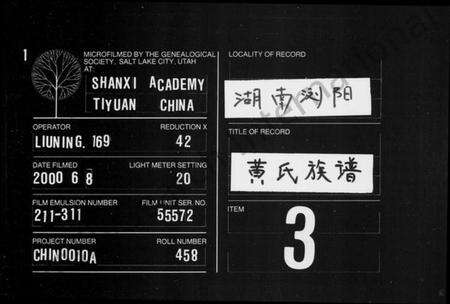 1
MICROFILMED BY THE GENEALOGICAL
SOCIETY, SALT LAKE CITY, UTAH
AT:
SHANXI ACADEMY
TIYUAN CHINA
OPERATOR REDUCTION X
LIUNING, 169 42
DATE FILMED LIGHT METER SETTING
2000 6 8 20
FILM EMULSION NUMBER FILM UNIT SER. NO.
211-311 55572
PROJECT NUMBER ROLL NUMBER
CHIN0010A 458
LOCALITY OF RECORD
湖南浏阳
TITLE OF RECORD
黄氏族谱
ITEM
3